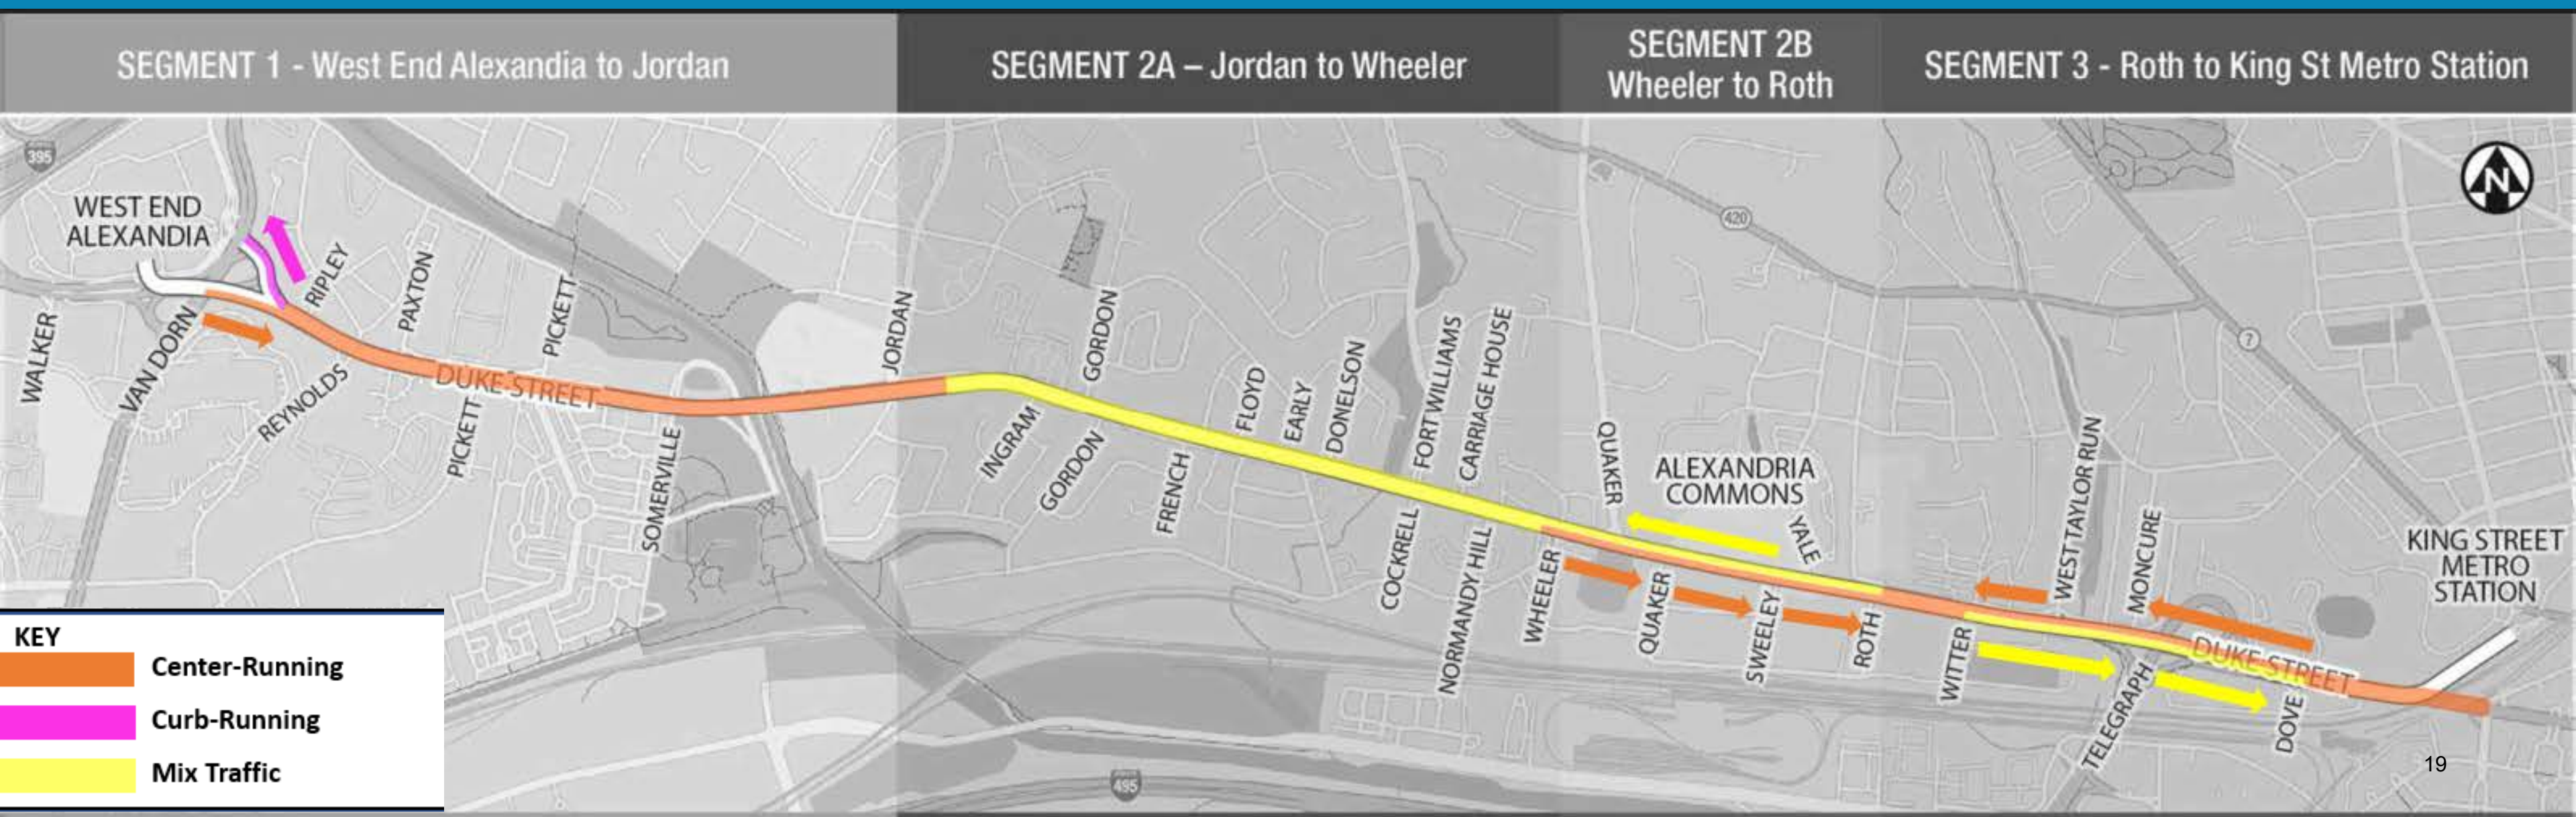 SEGMENT 1 - West End Alexandia to Jordan
SEGMENT 2A – Jordan to Wheeler
SEGMENT 2B
Wheeler to Roth
SEGMENT 3 - Roth to King St Metro Station
395
WEST END
ALEXANDIA
WALKER
VAN DORN
RIPLEY
REYNOLDS
PAXTON
PICKETT
DUKE STREET
PICKETT
SOMERVILLE
JORDAN
INGRAM
GORDON
GORDON
FRENCH
FLOYD
EARLY
DONELSON
FORT WILLIAMS
CARRIAGE HOUSE
COCKRELL
NORMANDY HILL
WHEELER
QUAKER
420
ALEXANDRIA
COMMONS
YALE
QUAKER
SWEELEY
ROTH
WITTER
WEST TAYLOR RUN
MONCURE
7
N
TELEGRAPH
DUKE STREET
DOVE
KING STREET
METRO
STATION
495
KEY
Center-Running
Curb-Running
Mix Traffic
19